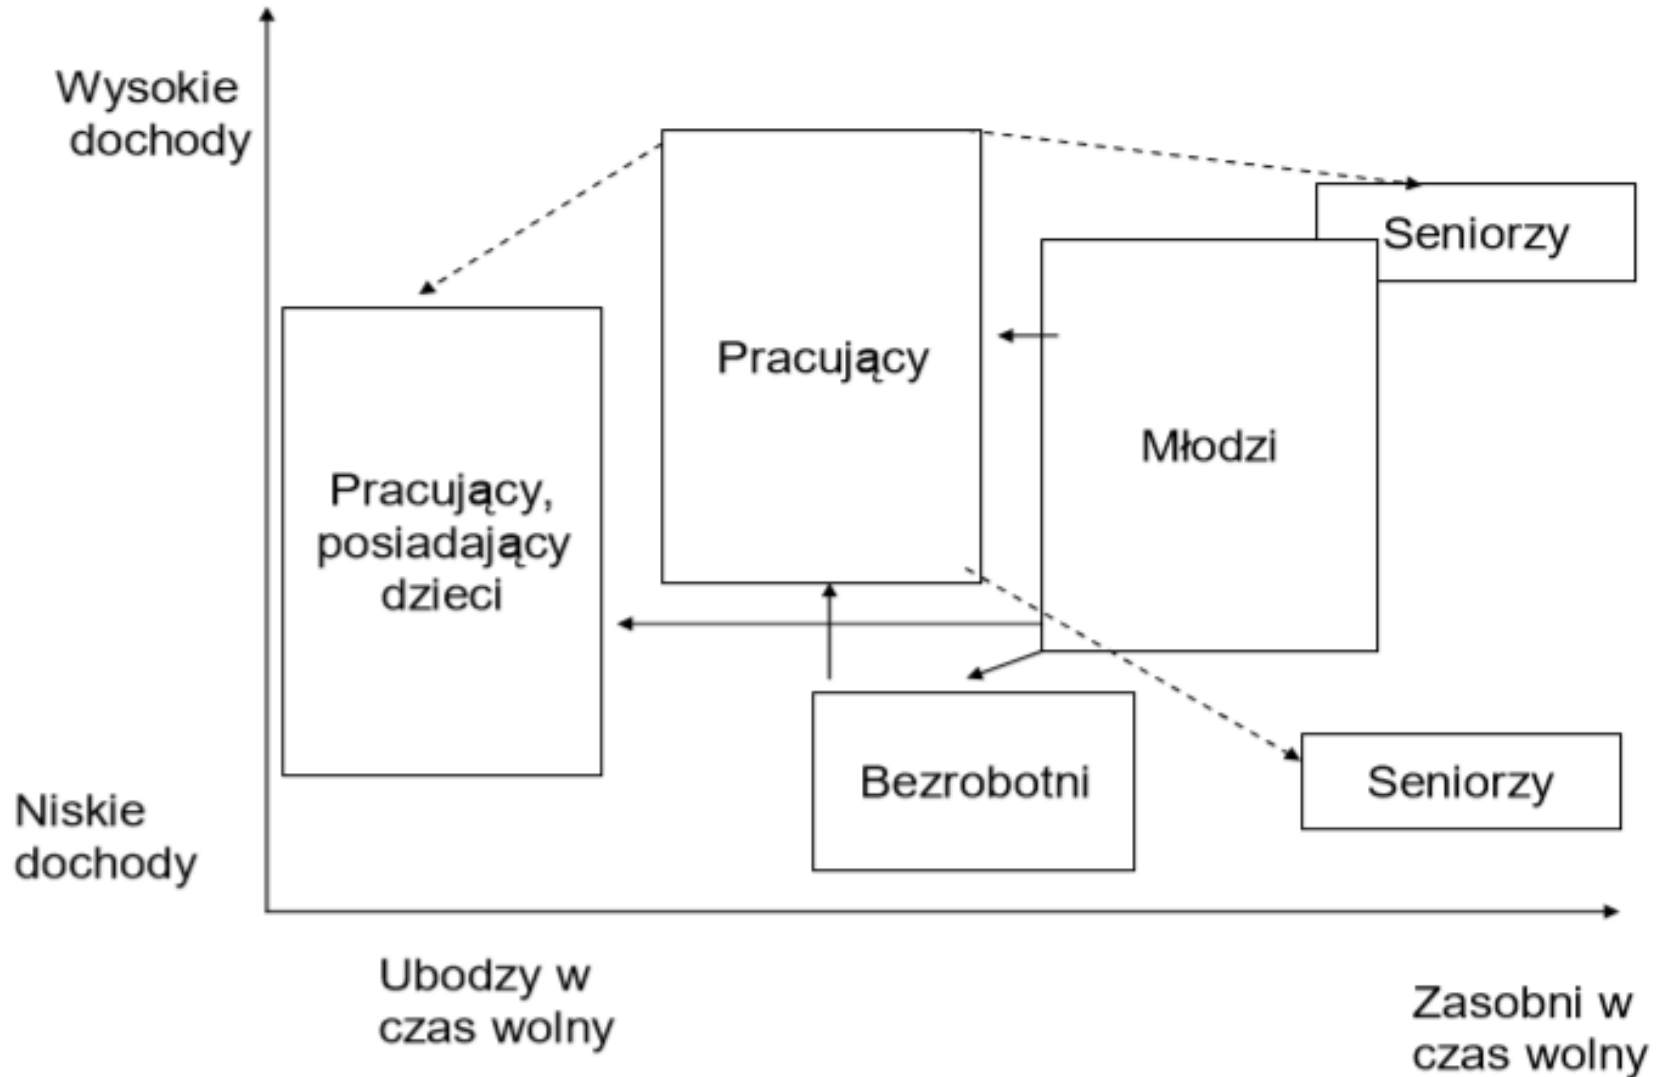 Wysokie
dochody
Seniorzy
Pracujący
Młodzi
Pracujący,
posiadający
dzieci
Bezrobotni
Seniorzy
Niskie
dochody
Ubodzy w
czas wolny
Zasobni w
czas wolny